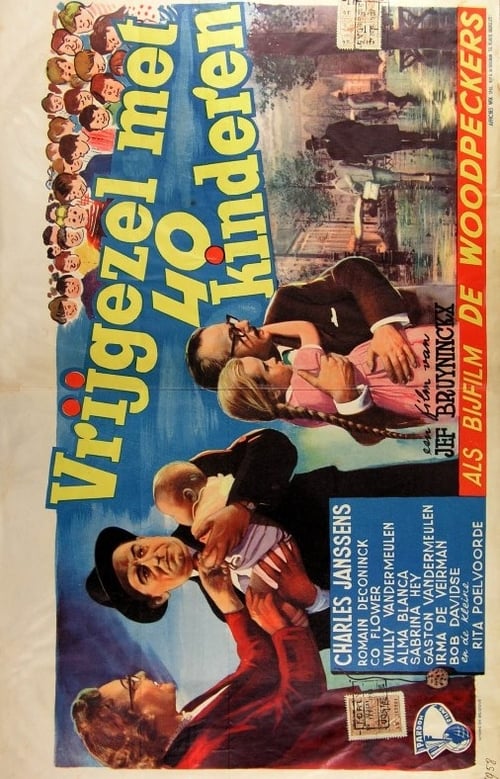 Vrijgezel met
40
kinderen
een film van
JEF BRUYNINCKX
CHARLES JANSSENS
ROMAIN DECONINCK
CO FLOWER
WILLY VANDERMEULEN
ALMA BLANCA
SABRINA HEY
GASTON VANDERMEULEN
IRMA DE VEIRMAN
BOB DAVIDSE
en de kleine
RITA POELVOORDE
ALS BIJFILM DE WOODPECKERS